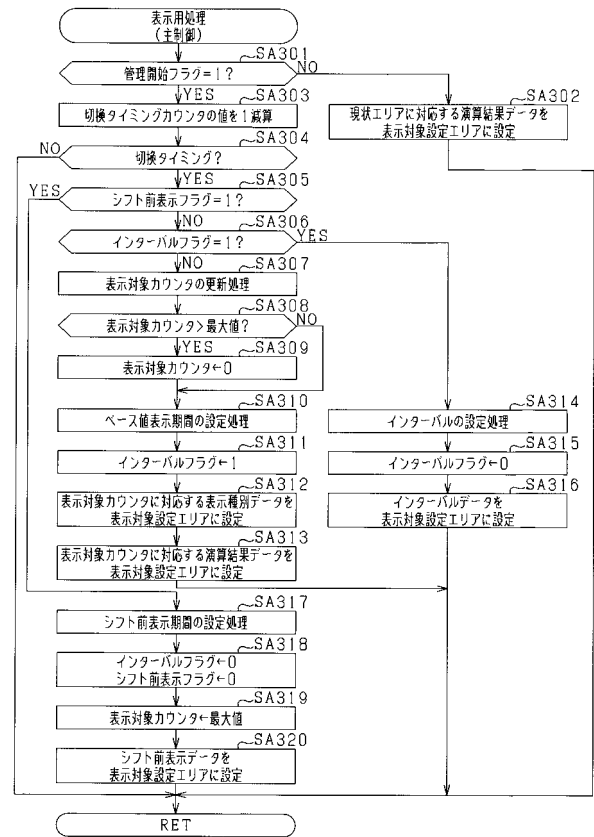 表示用処理
(主制御)
SA301
管理開始フラグ=1?
NO
YES
SA303
切換タイミングカウンタの値を1減算
SA302
現状エリアに対応する演算結果データを
表示対象設定エリアに設定
SA304
NO
切換タイミング?
YES
SA305
YES
シフト前表示フラグ=1?
NO
SA306
インターバルフラグ=1?
YES
NO
SA307
表示対象カウンタの更新処理
SA308
表示対象カウンタ>最大値?
NO
YES
SA309
表示対象カウンタ←0
SA310
ベース値表示期間の設定処理
SA311
インターバルフラグ←1
SA312
表示対象カウンタに対応する表示種別データを
表示対象設定エリアに設定
SA313
表示対象カウンタに対応する演算結果データを
表示対象設定エリアに設定
SA314
インターバルの設定処理
SA315
インターバルフラグ←0
SA316
インターバルデータを
表示対象設定エリアに設定
SA317
シフト前表示期間の設定処理
SA318
インターバルフラグ←0
シフト前表示フラグ←0
SA319
表示対象カウンタ←最大値
SA320
シフト前表示データを
表示対象設定エリアに設定
RET